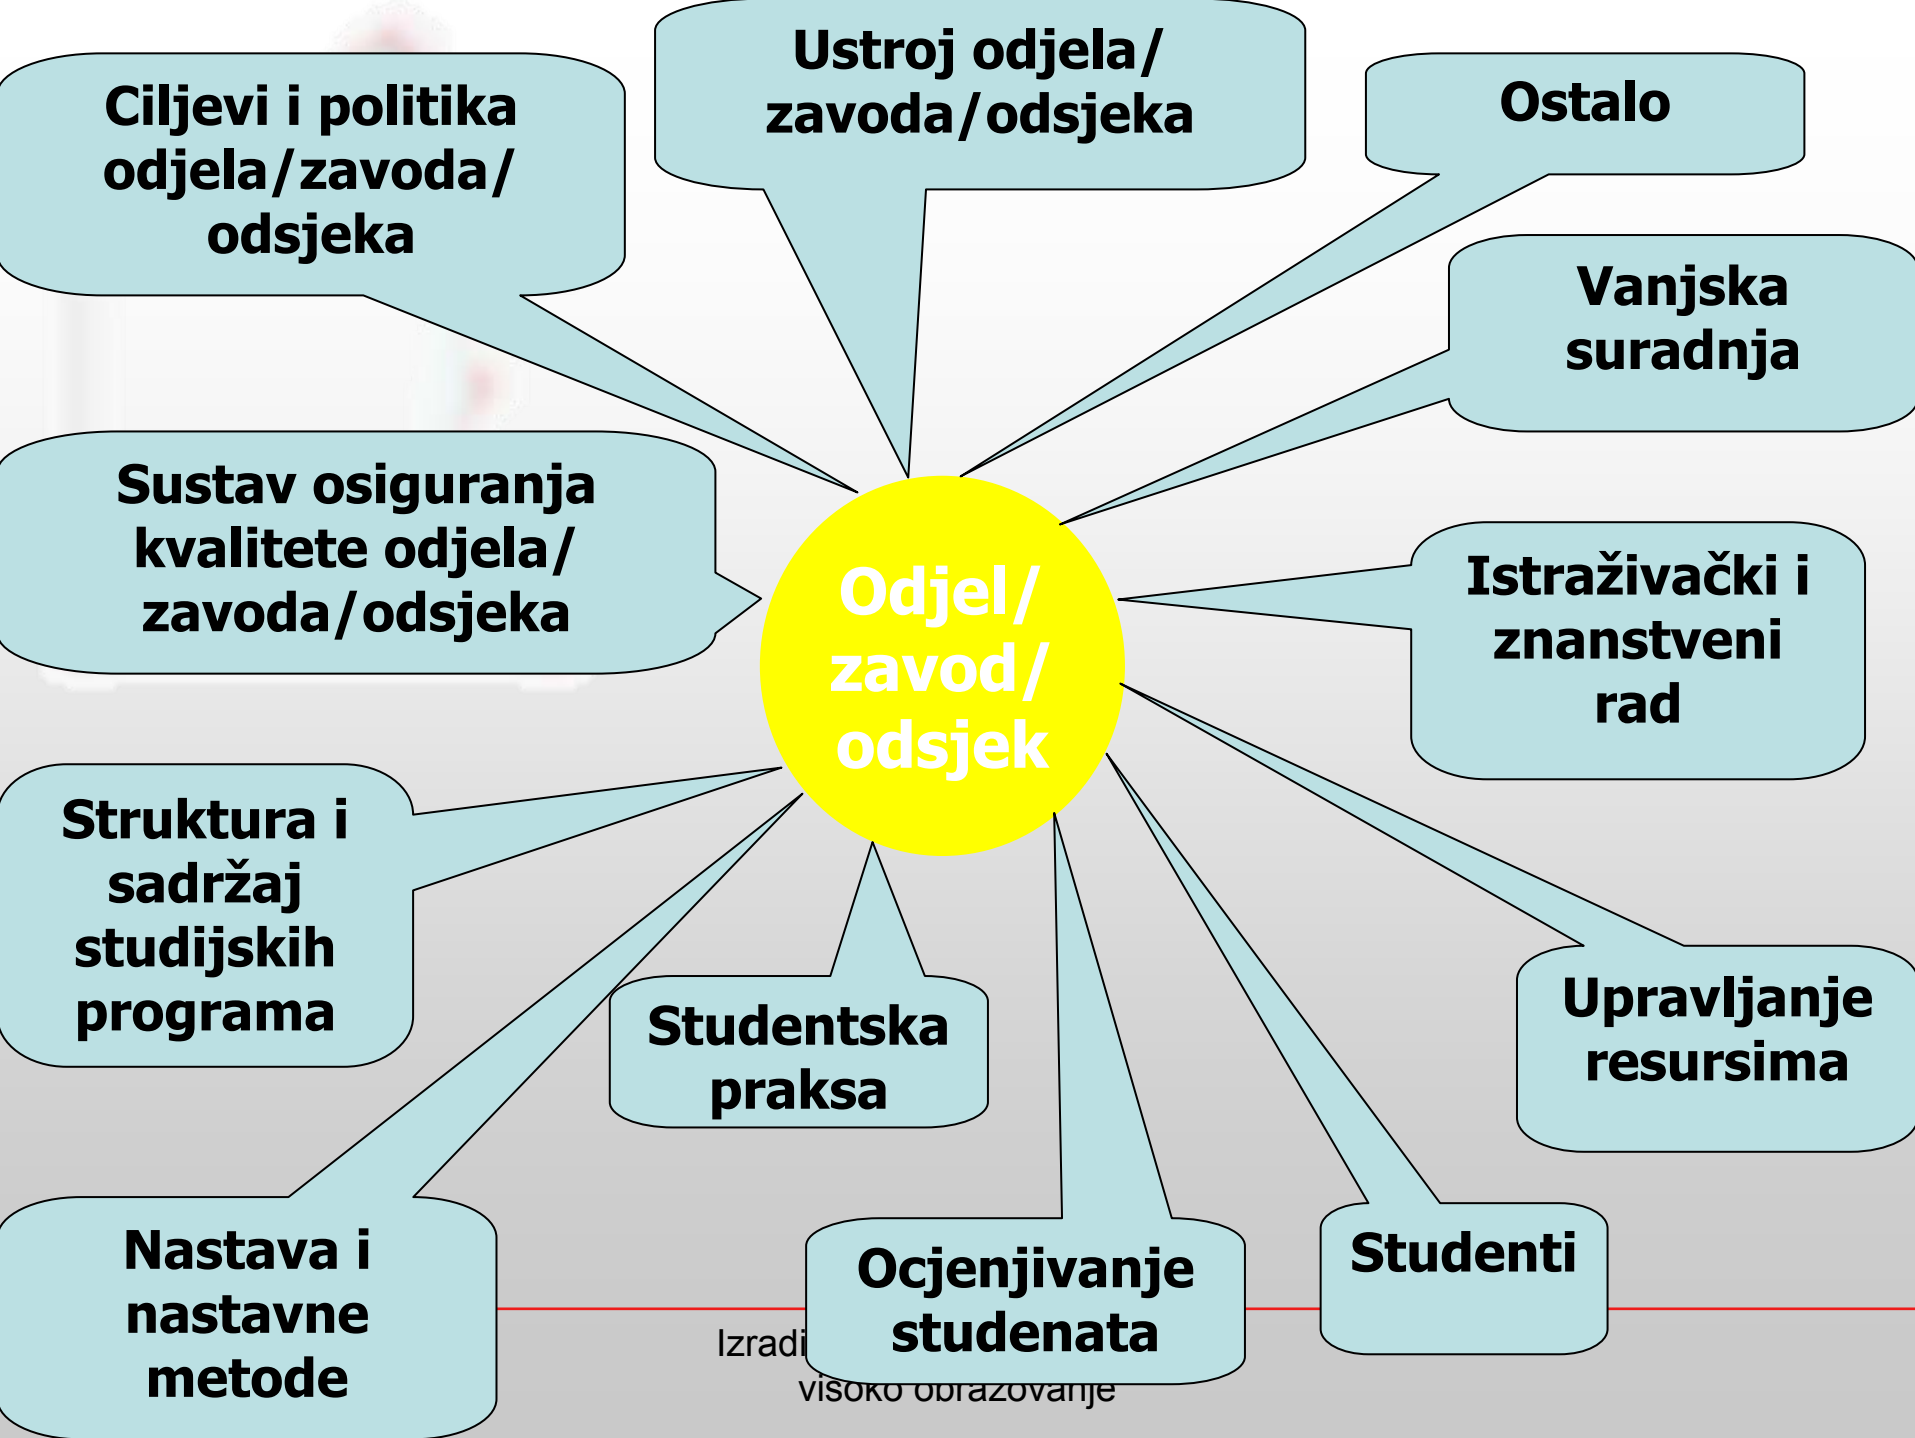 Ciljevi i politika
odjela/zavoda/
odsjeka
Ustroj odjela/
zavoda/odsjeka
Ostalo
Vanjska
suradnja
Sustav osiguranja
kvalitete odjela/
zavoda/odsjeka
Odjel/
zavod/
odsjek
Istraživački i
znanstveni
rad
Struktura i
sadržaj
studijskih
programa
Studentska
praksa
Upravljanje
resursima
Nastava i
nastavne
metode
Ocjenjivanje
studenata
Studenti
visoko obrazovanje